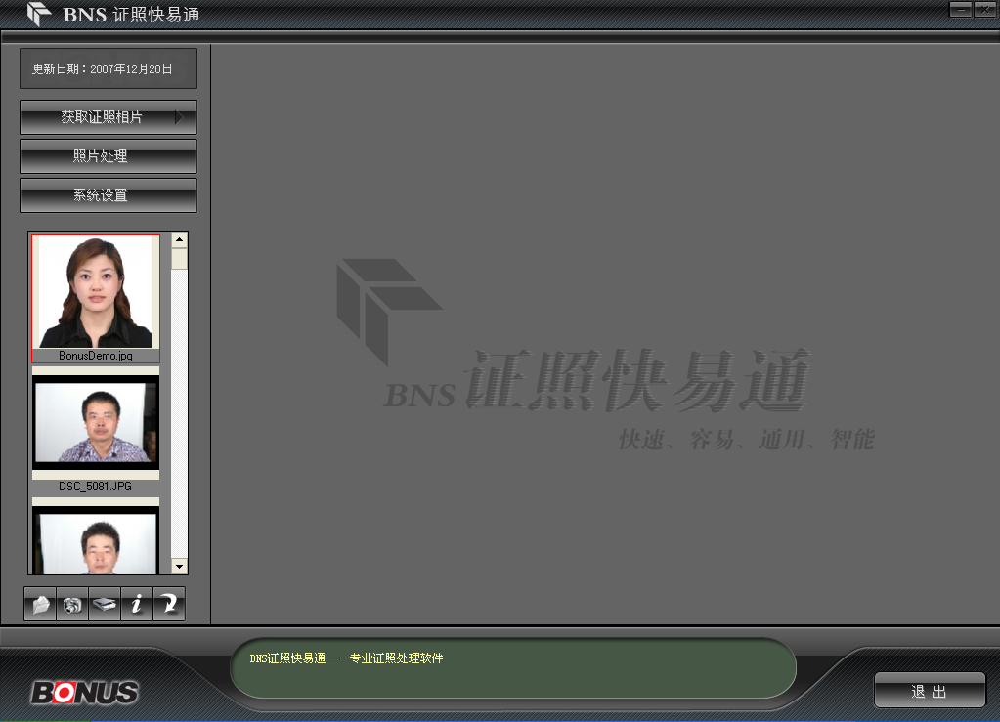 BNS 证照快易通
更新日期：2007年12月20日
获取证照相片
照片处理
系统设置
BonusDemo.jpg
DSC_5081.JPG
BNS 证照快易通
快速、容易、通用、智能
BNS证照快易通——专业证照处理软件
BONUS
退 出